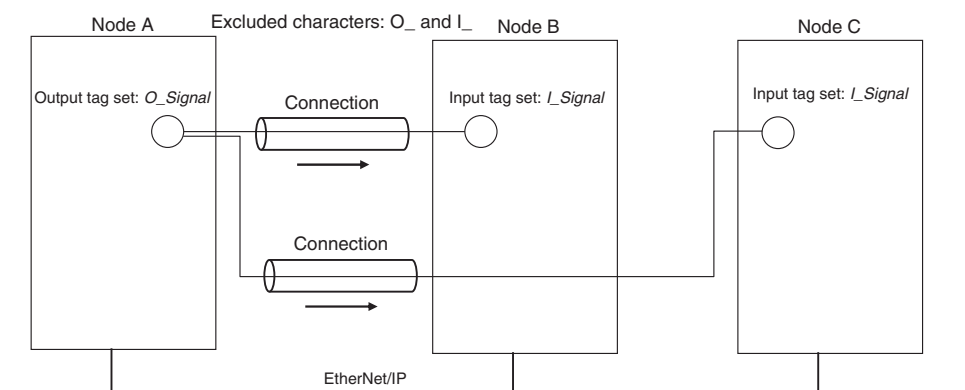 Node A
Excluded characters: O_ and I_
Node B
Node C
Output tag set: O_Signal
Connection
Input tag set: I_Signal
Input tag set: I_Signal
Connection
EtherNet/IP